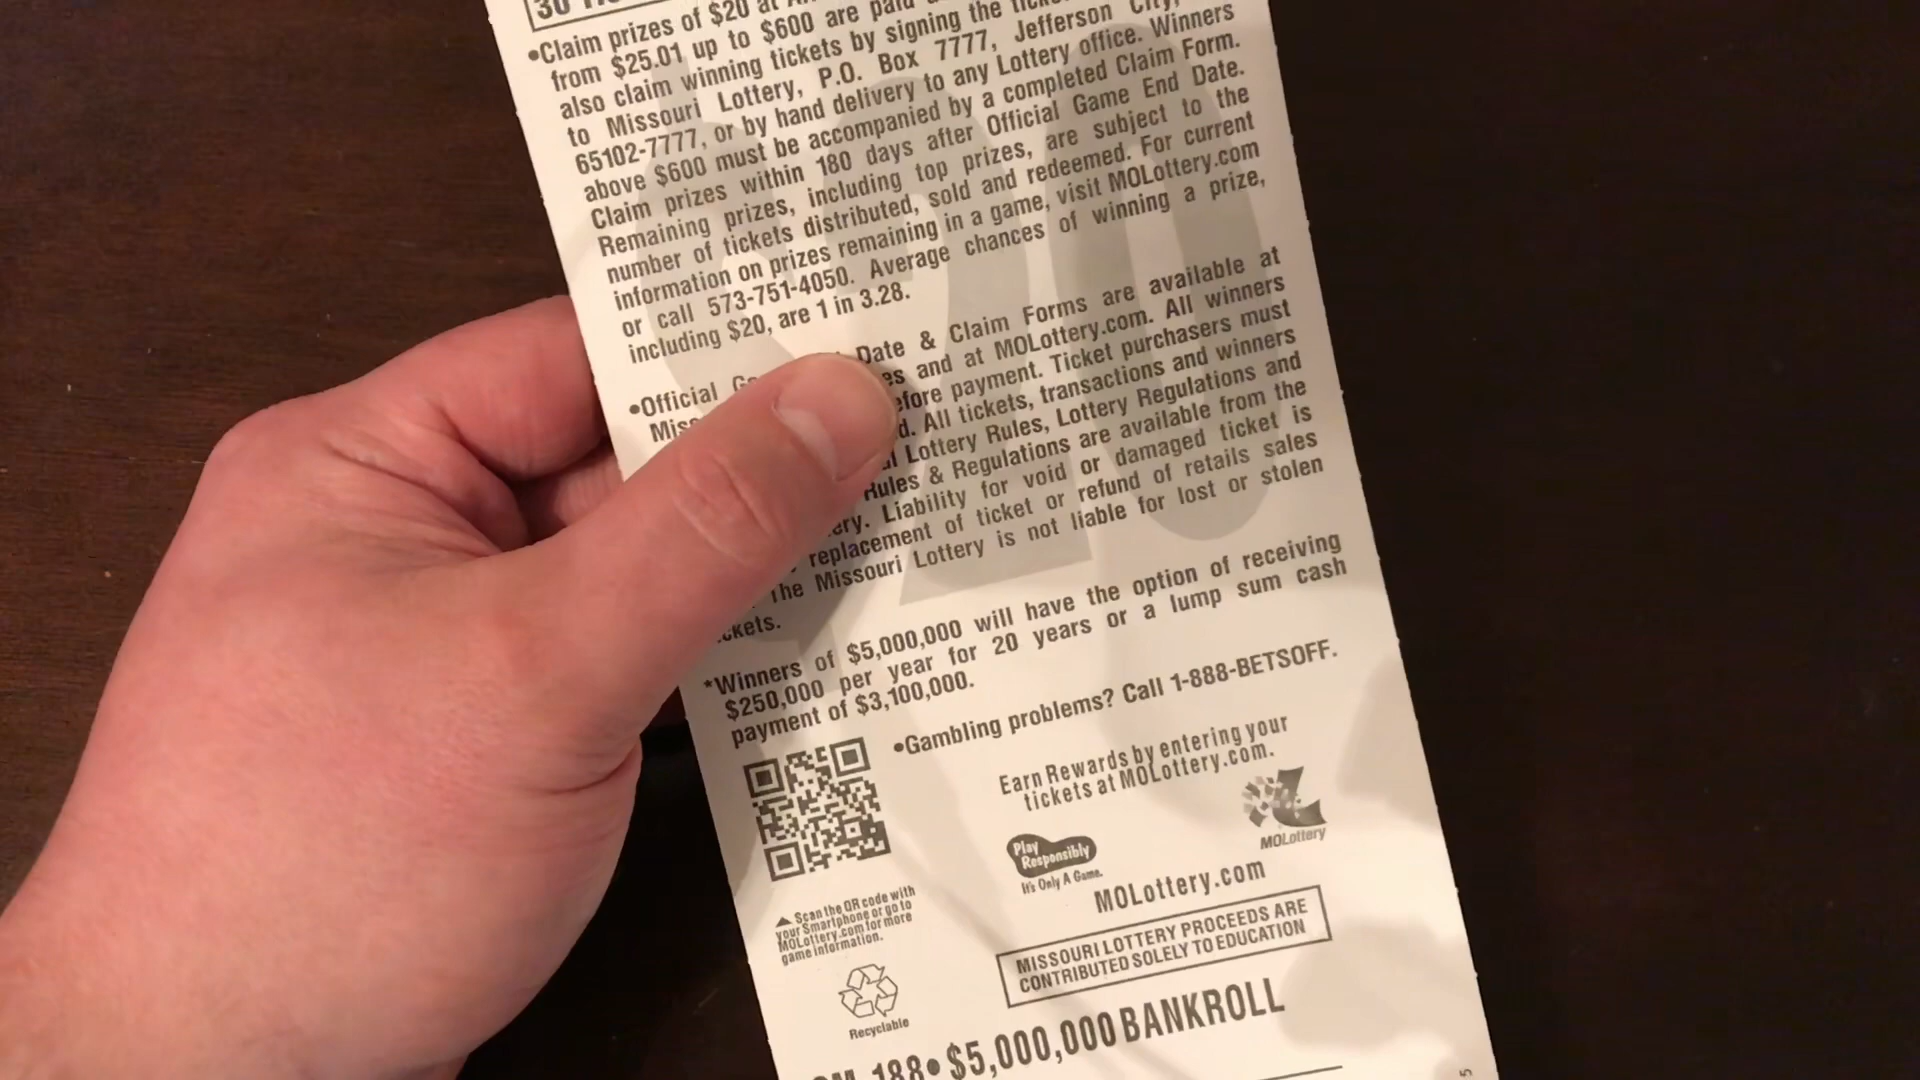 •Claim prizes of $20 at
from $25.01 up to $600 are paid
also claim winning tickets by signing the
to Missouri Lottery, P.O. Box 7777, Jefferson City,
65102-7777, or by hand delivery to any Lottery office. Winners
above $600 must be accompanied by a completed Claim Form.
Claim prizes within 180 days after Official Game End Date.
Remaining prizes, including top prizes, are subject to the
number of tickets distributed, sold and redeemed. For current
information on prizes remaining in a game, visit MOLottery.com
or call 573-751-4050. Average chances of winning a prize,
including $20, are 1 in 3.28.
•Official Date & Claim Forms are available at
and at MOLottery.com. All winners
payment. Ticket purchasers must
All tickets, transactions and winners
Lottery Rules, Lottery Regulations and
Rules & Regulations are available from the
Liability for void or damaged ticket is
replacement of ticket or refund of retails sales
The Missouri Lottery is not liable for lost or stolen
*Winners of $5,000,000 will have the option of receiving
$250,000 per year for 20 years or a lump sum cash
payment of $3,100,000.
•Gambling problems? Call 1-888-BETSOFF.
Earn Rewards by entering your
tickets at MOLottery.com.
Play
Responsibly
It's Only A Game.
MOLottery
MOLottery.com
Scan the QR code with
your Smartphone or go to
MOLottery.com for more
game information.
MISSOURI LOTTERY PROCEEDS ARE
CONTRIBUTED SOLELY TO EDUCATION
Recyclable
188•$5,000,000 BANKROLL